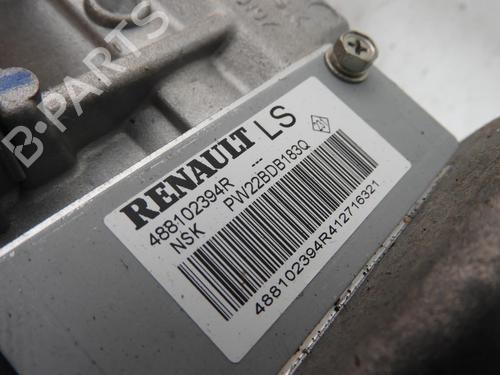 B-PARTS
RENAULT LS
488102394R ---
NSK PW22BDB183Q
488102394R412716321